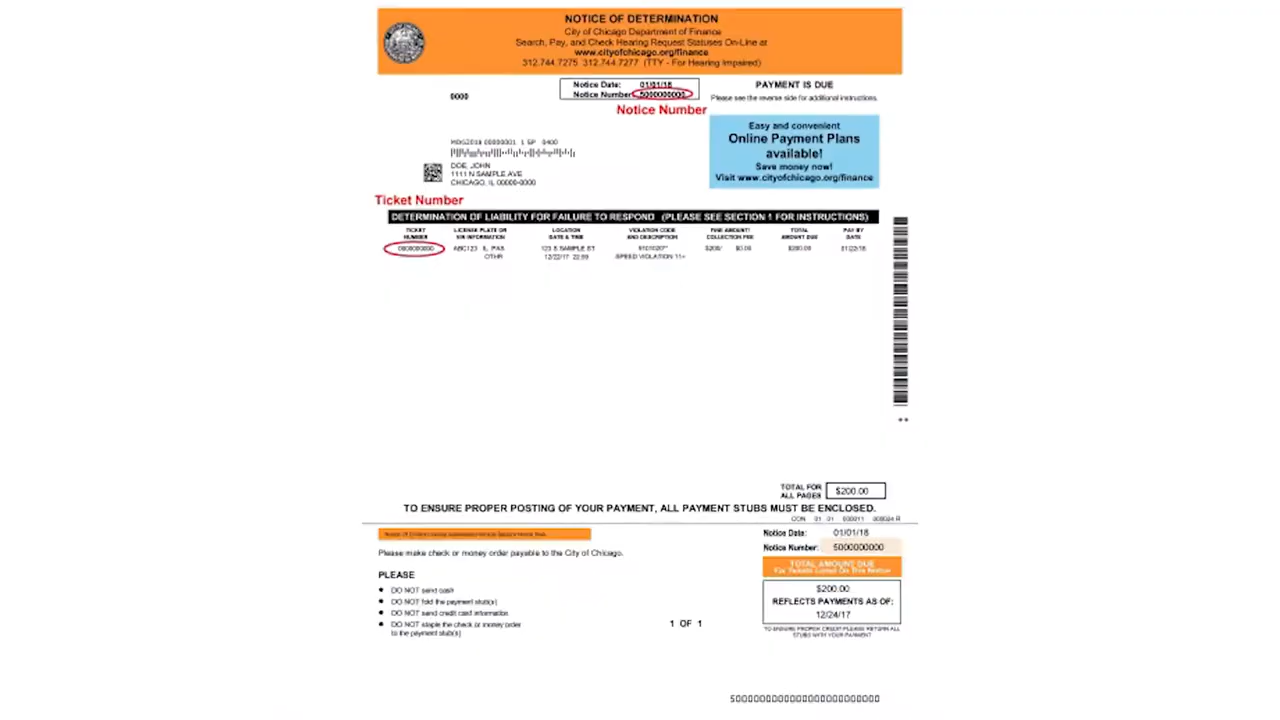 NOTICE OF DETERMINATION
City of Chicago Department of Finance
Search, Pay, and Check Hearing Request Statuses On-Line at
www.cityofchicago.org/finance
312.744.7275 312.744.7277 (TTY - For Hearing Impaired)
Notice Date: 01/01/18
Notice Number: 5000000000
Notice Number
0000
PAYMENT IS DUE
Please see the reverse side for additional instructions.
Easy and convenient
Online Payment Plans
available!
Save money now!
Visit www.cityofchicago.org/finance
DOE, JOHN
1111 N SAMPLE AVE
CHICAGO, IL 00000-0000
Ticket Number
DETERMINATION OF LIABILITY FOR FAILURE TO RESPOND (PLEASE SEE SECTION 1 FOR INSTRUCTIONS)
TICKET NUMBER
LICENSE PLATE OR VIN INFORMATION
LOCATION DATE & TIME
VIOLATION CODE AND DESCRIPTION
FINE AMOUNT/ COLLECTION FEE
TOTAL AMOUNT DUE
PAY BY DATE
0000000000 ABC123 IL PAS 123 S SAMPLE ST $200/ $0.00 $200.00 01/22/18
OTHR 12/22/17 SPEED VIOLATION 11+
TOTAL FOR
ALL PAGES $200.00
TO ENSURE PROPER POSTING OF YOUR PAYMENT, ALL PAYMENT STUBS MUST BE ENCLOSED.
Notice Date: 01/01/18
Notice Number: 5000000000
Please make check or money order payable to the City of Chicago.
TOTAL AMOUNT DUE
For Tickets Listed On This Notice
$200.00
REFLECTS PAYMENTS AS OF:
12/24/17
TO ENSURE PROPER CREDIT PLEASE RETURN ALL
STUBS WITH YOUR PAYMENT
PLEASE
DO NOT send cash
DO NOT fold the payment stub(s)
DO NOT send credit card information
DO NOT staple the check or money order
to the payment stub(s)
1 OF 1